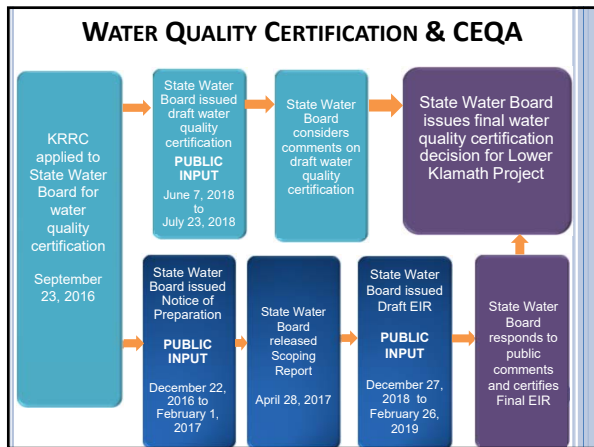 WATER QUALITY CERTIFICATION & CEQA
KRRC
applied to
State Water
Board for
water
quality
certification
September
23, 2016
State Water
Board issued
draft water
quality
certification
PUBLIC
INPUT
June 7, 2018
to
July 23, 2018
State Water
Board
considers
comments on
draft water
quality
certification
State Water Board
issues final water
quality certification
decision for Lower
Klamath Project
State Water
Board issued
Notice of
Preparation
PUBLIC
INPUT
December 22,
2016 to
February 1,
2017
State Water
Board
released
Scoping
Report
April 28, 2017
State Water
Board issued
Draft EIR
PUBLIC
INPUT
December 27,
2018 to
February 26,
2019
State Water
Board
responds to
public
comments
and certifies
Final EIR